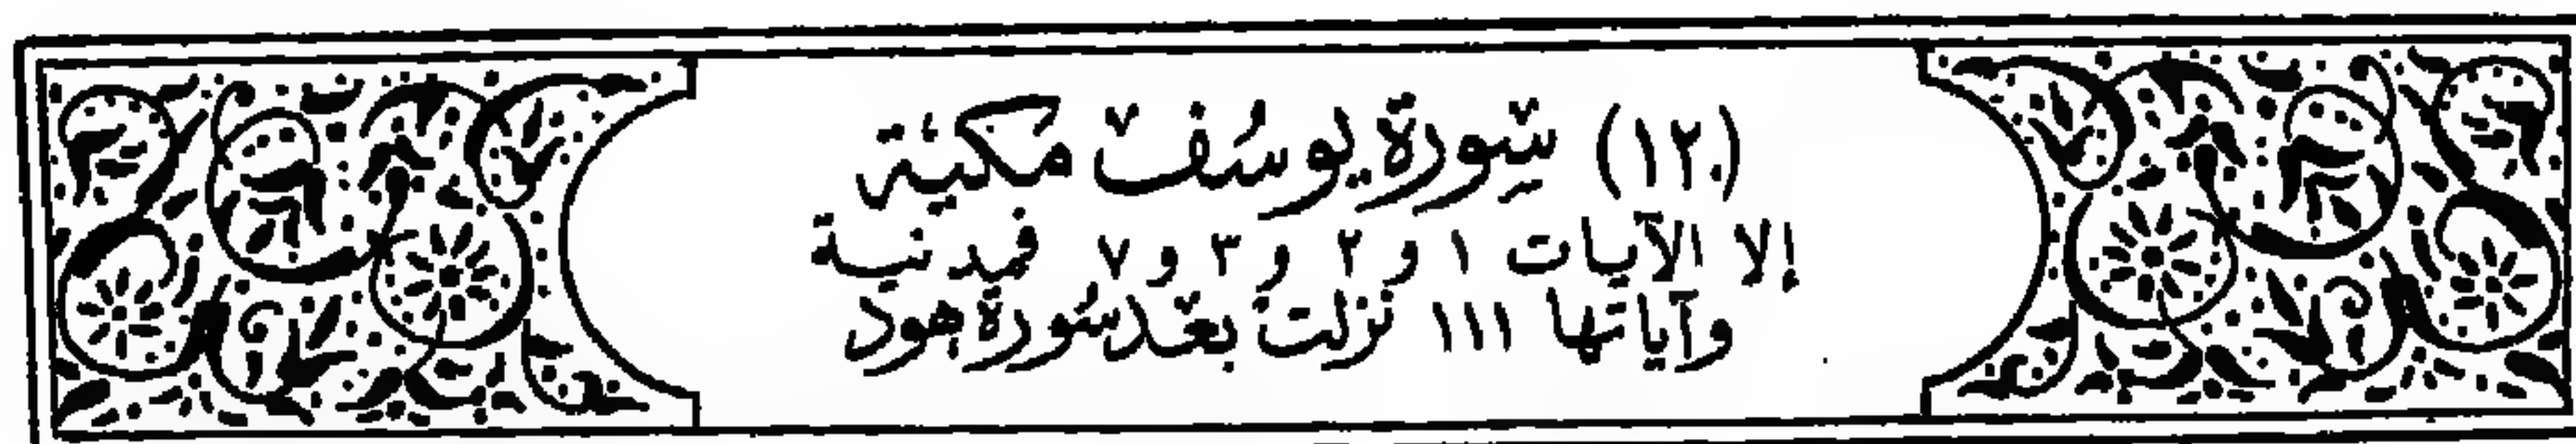 (١٢) سورة يوسف مكية
إلا الآيات ١ و ٢ و ٣ و ٧ فمدنية
وآياتها ١١١ نزلت بعد سورة هود